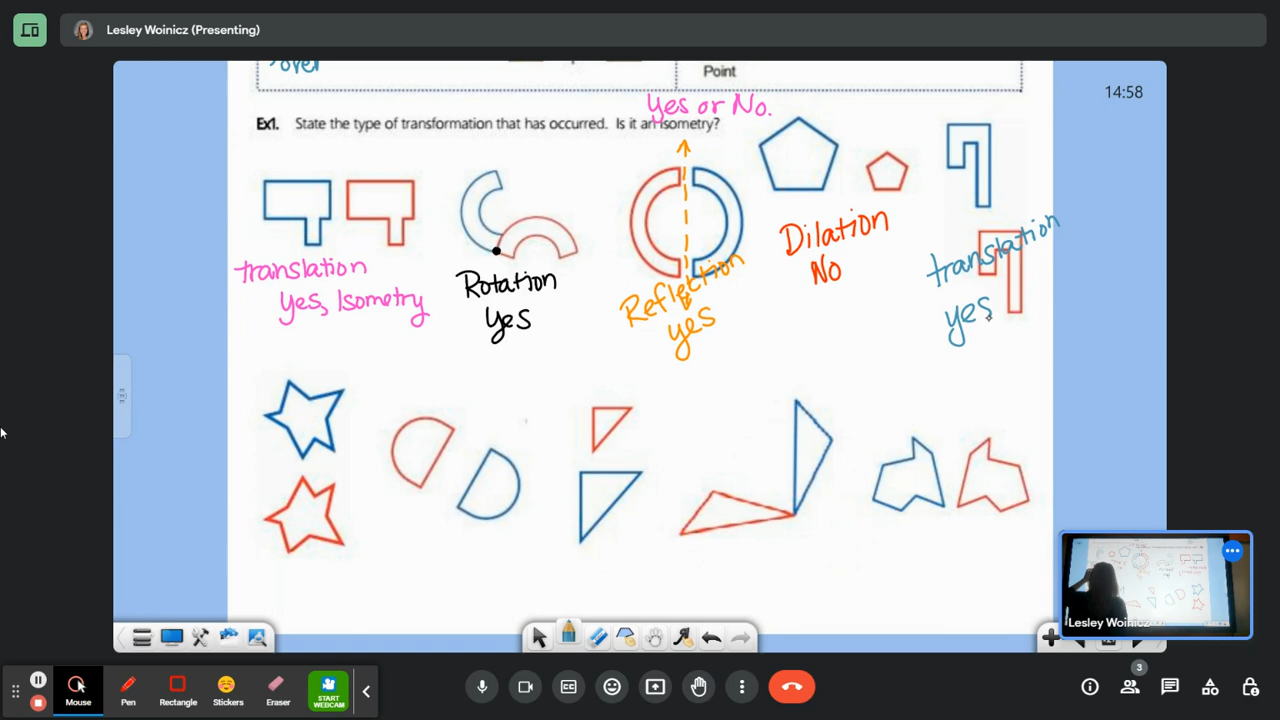 Lesley Woinicz (Presenting)
over
Point
14:58
Yes or No.
Ex1. State the type of transformation that has occurred. Is it an isometry?
translation
Yes, Isometry
Rotation
Yes
Reflection
yes
Dilation
No
translation
yes
Lesley Woinicz
Mouse
Pen
Rectangle
Stickers
Eraser
START
WEBCAM
CC
3